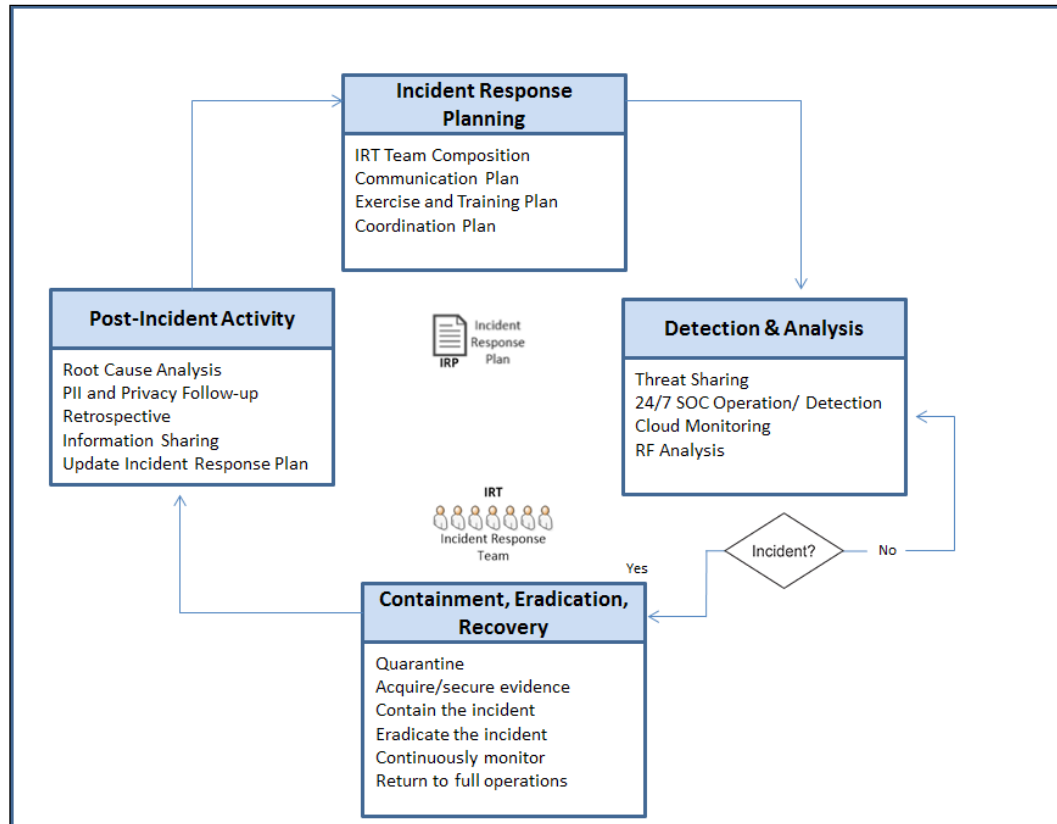 Incident Response
Planning
IRT Team Composition
Communication Plan
Exercise and Training Plan
Coordination Plan
Post-Incident Activity
Root Cause Analysis
PII and Privacy Follow-up
Retrospective
Information Sharing
Update Incident Response Plan
Incident
Response
Plan
IRP
Detection & Analysis
Threat Sharing
24/7 SOC Operation/ Detection
Cloud Monitoring
RF Analysis
IRT
Incident Response
Team
Incident?
No
Yes
Containment, Eradication,
Recovery
Quarantine
Acquire/secure evidence
Contain the incident
Eradicate the incident
Continuously monitor
Return to full operations